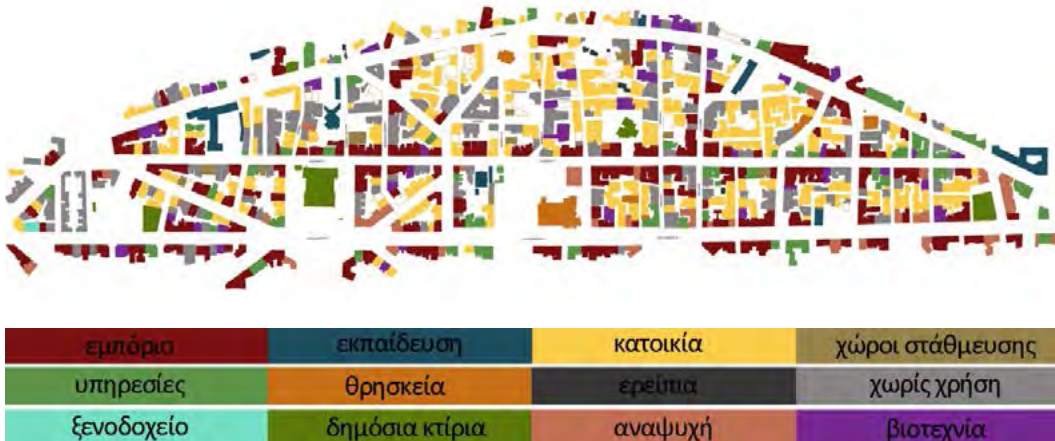 εμπόριο εκπαίδευση κατοικία χώροι στάθμευσης
υπηρεσίες θρησκεία ερείπια χωρίς χρήση
ξενοδοχείο δημόσια κτίρια αναψυχή βιοτεχνία